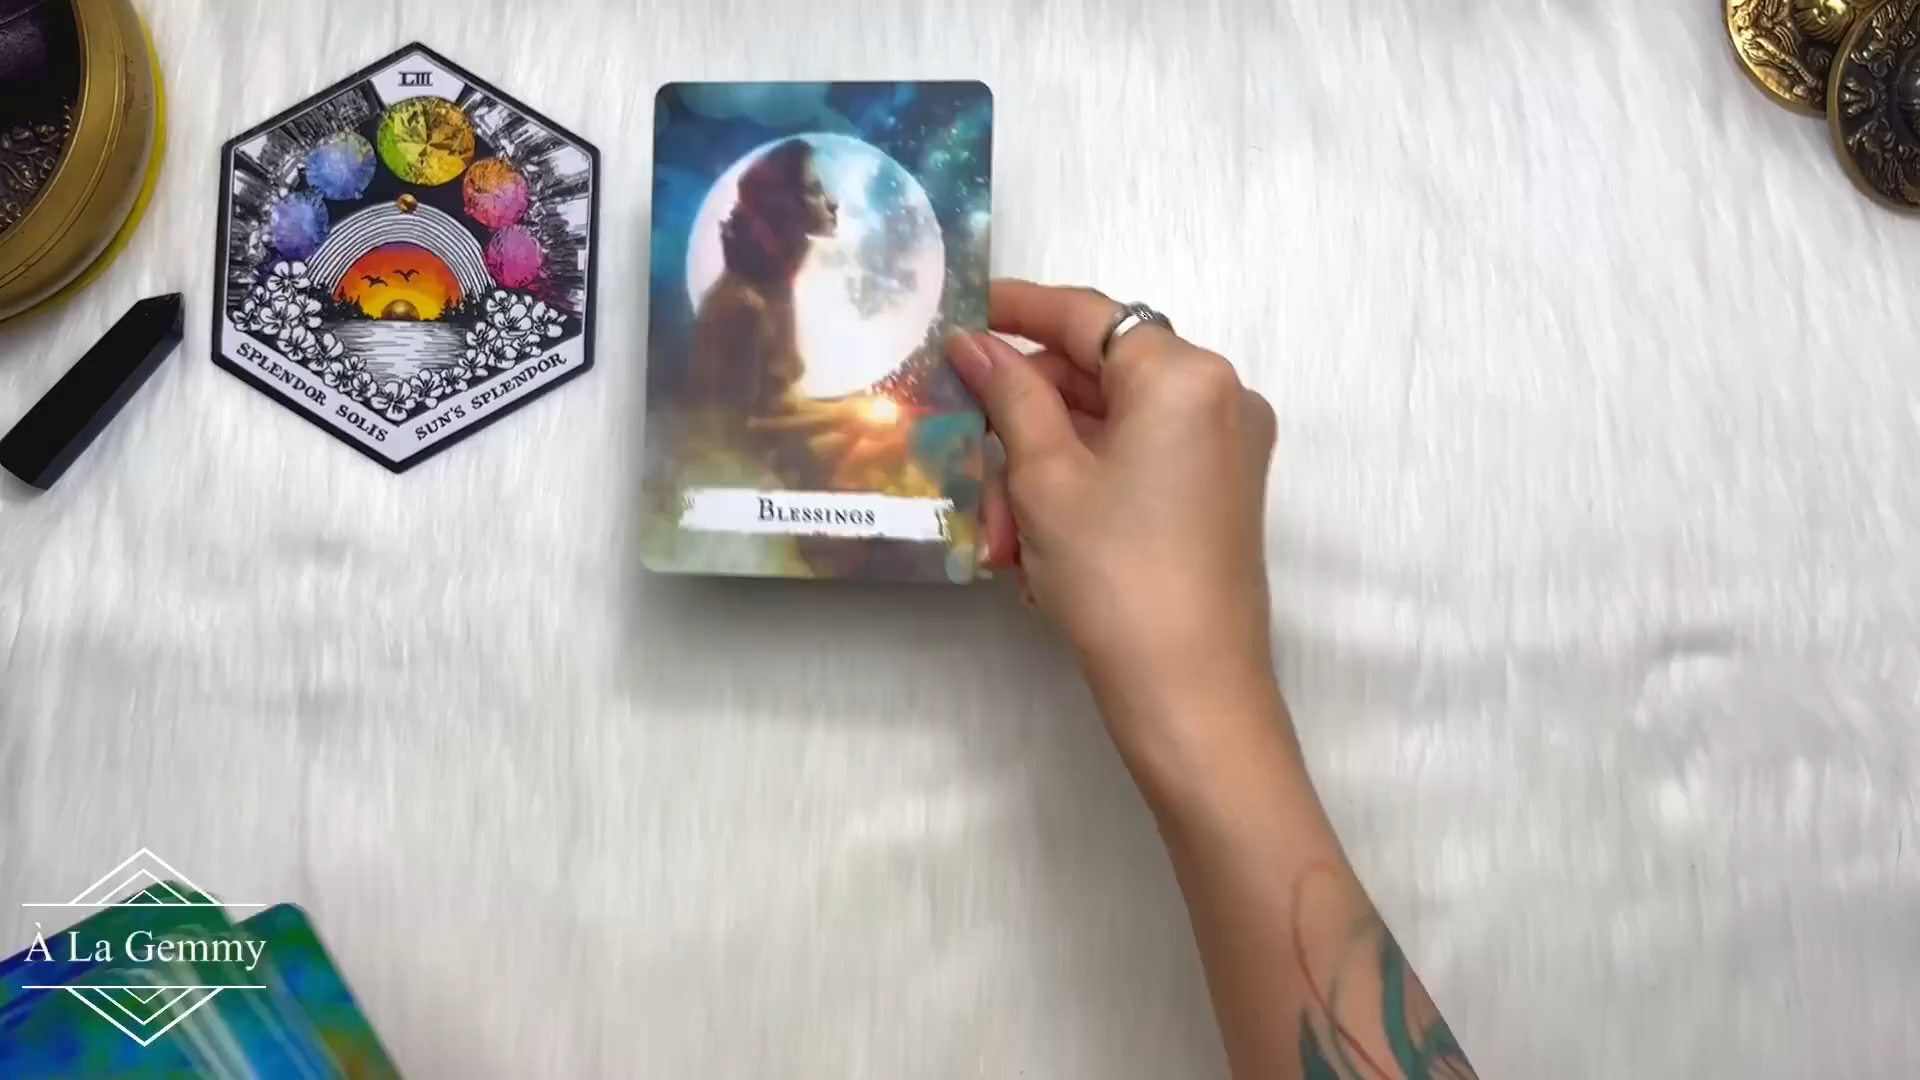 LIII
SPLENDOR SOLIS
SUN'S SPLENDOR
BLESSINGS
À La Gemmy